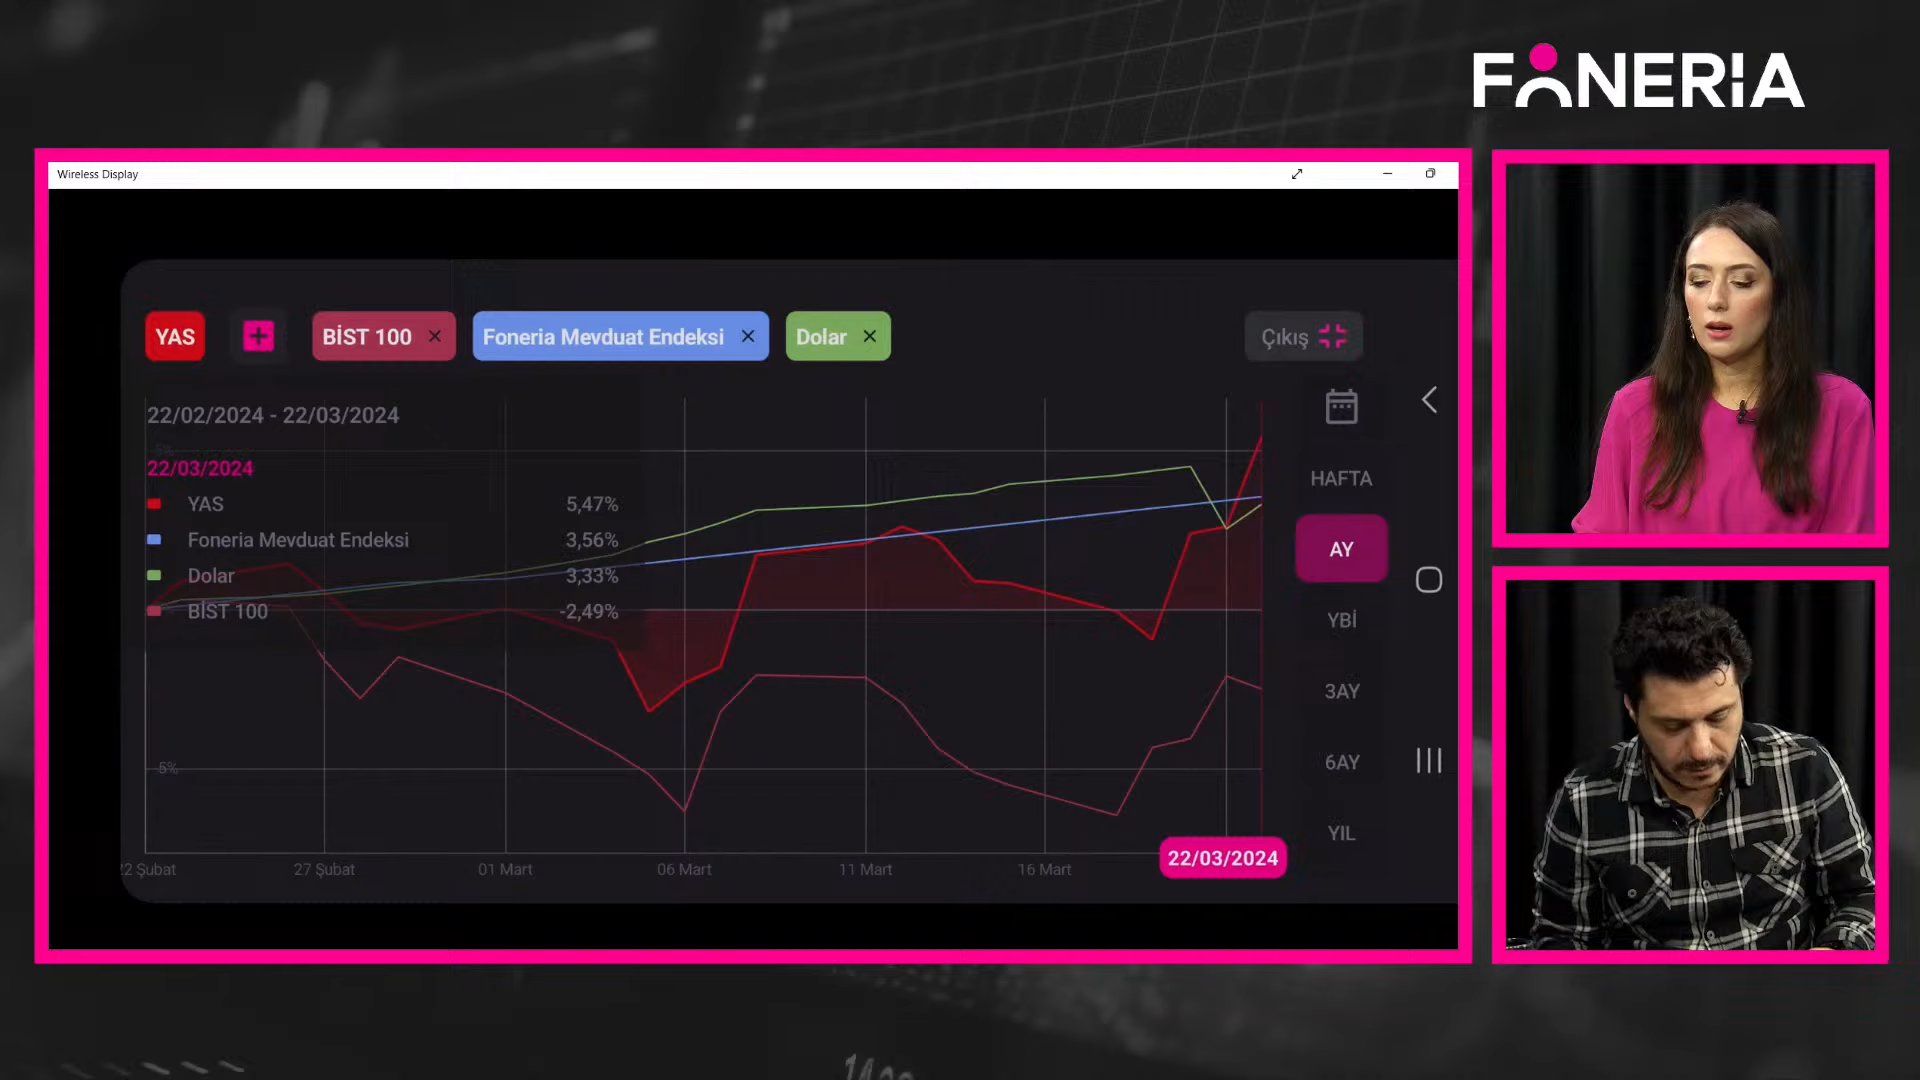 FONERIA
Wireless Display
YAS
BİST 100
Foneria Mevduat Endeksi
Dolar
Çıkış
22/02/2024 - 22/03/2024
5%
22/03/2024
YAS 5,47%
Foneria Mevduat Endeksi 3,56%
Dolar 3,33%
BİST 100 -2,49%
-5%
HAFTA
AY
YBİ
3AY
6AY
YIL
22 Şubat
27 Şubat
01 Mart
06 Mart
11 Mart
16 Mart
22/03/2024